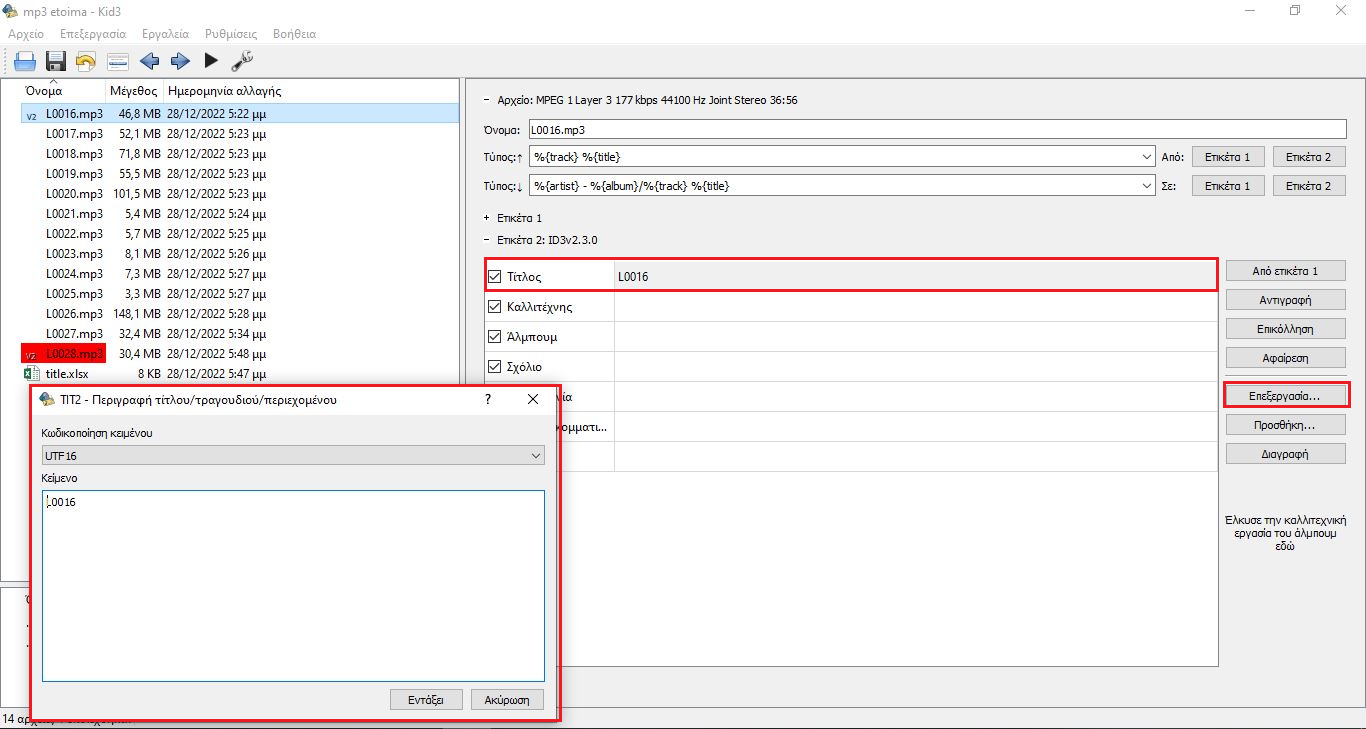 mp3 etoima - Kid3
Αρχείο Επεξεργασία Εργαλεία Ρυθμίσεις Βοήθεια
Όνομα Μέγεθος Ημερομηνία αλλαγής
v2 L0016.mp3 46,8 MB 28/12/2022 5:22 μμ
L0017.mp3 52,1 MB 28/12/2022 5:23 μμ
L0018.mp3 71,8 MB 28/12/2022 5:23 μμ
L0019.mp3 55,5 MB 28/12/2022 5:23 μμ
L0020.mp3 101,5 MB 28/12/2022 5:23 μμ
L0021.mp3 5,4 MB 28/12/2022 5:24 μμ
L0022.mp3 5,7 MB 28/12/2022 5:25 μμ
L0023.mp3 8,1 MB 28/12/2022 5:26 μμ
L0024.mp3 7,3 MB 28/12/2022 5:27 μμ
L0025.mp3 3,3 MB 28/12/2022 5:27 μμ
L0026.mp3 148,1 MB 28/12/2022 5:28 μμ
L0027.mp3 32,4 MB 28/12/2022 5:34 μμ
v2 L0028.mp3 30,4 MB 28/12/2022 5:48 μμ
title.xlsx 8 KB 28/12/2022 5:47 μμ
− Αρχείο: MPEG 1 Layer 3 177 kbps 44100 Hz Joint Stereo 36:56
Όνομα: L0016.mp3
Τύπος:↑ %{track} %{title} Από: Ετικέτα 1 Ετικέτα 2
Τύπος:↓ %{artist} - %{album}/%{track} %{title} Σε: Ετικέτα 1 Ετικέτα 2
+ Ετικέτα 1
− Ετικέτα 2: ID3v2.3.0
Τίτλος L0016
Καλλιτέχνης
Άλμπουμ
Σχόλιο
Από ετικέτα 1
Αντιγραφή
Επικόλληση
Αφαίρεση
Επεξεργασία...
Προσθήκη...
Διαγραφή
Έλκυσε την καλλιτεχνική
εργασία του άλμπουμ
εδώ
TIT2 - Περιγραφή τίτλου/τραγουδιού/περιεχομένου ?
Κωδικοποίηση κειμένου
UTF16
Κείμενο
L0016
Εντάξει Ακύρωση
14